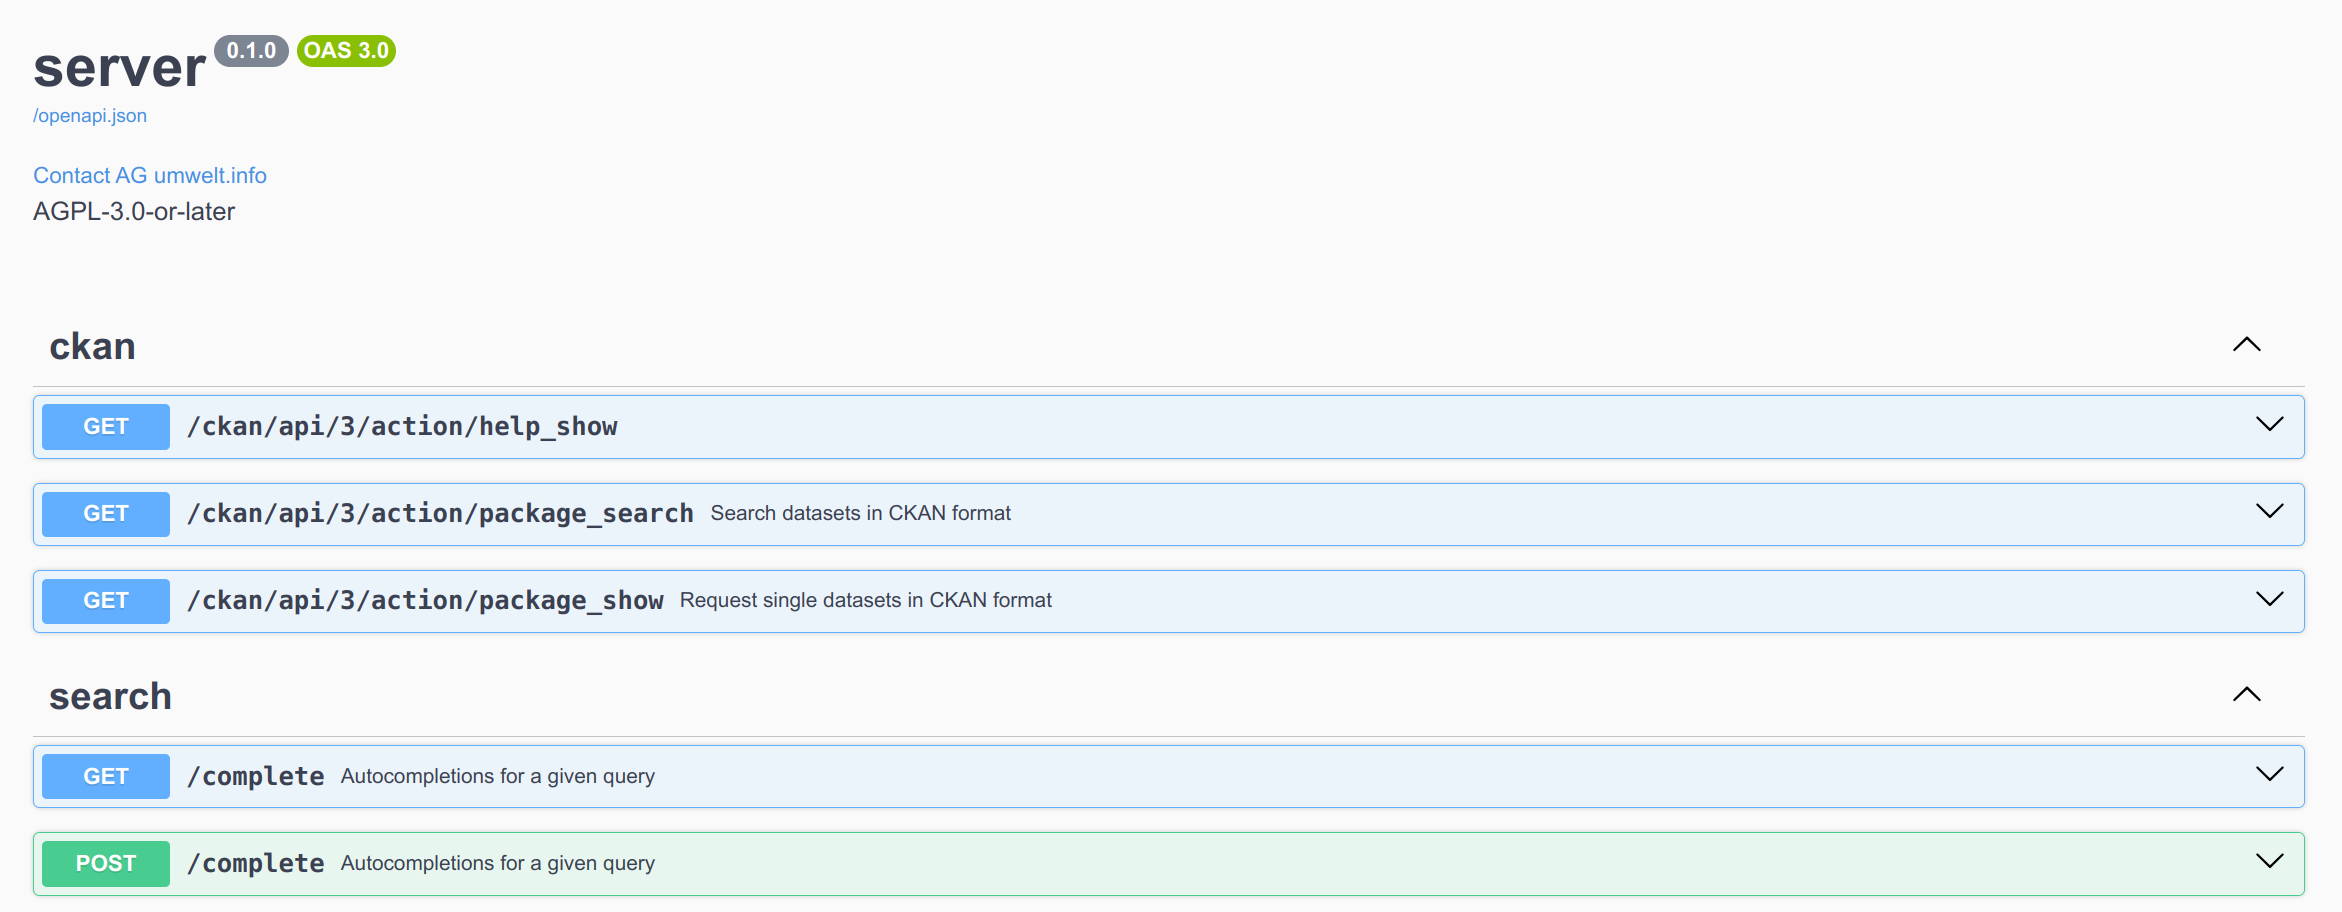 server 0.1.0 OAS 3.0
/openapi.json
Contact AG umwelt.info
AGPL-3.0-or-later
ckan
GET /ckan/api/3/action/help_show
GET /ckan/api/3/action/package_search Search datasets in CKAN format
GET /ckan/api/3/action/package_show Request single datasets in CKAN format
search
GET /complete Autocompletions for a given query
POST /complete Autocompletions for a given query